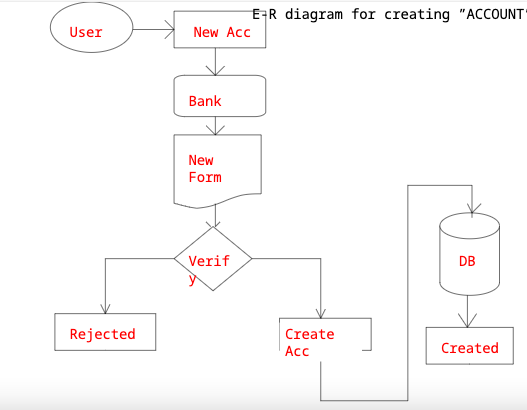 E-R diagram for creating "ACCOUNT"
User
New Acc
Bank
New
Form
Verif
y
DB
Rejected
Create
Acc
Created